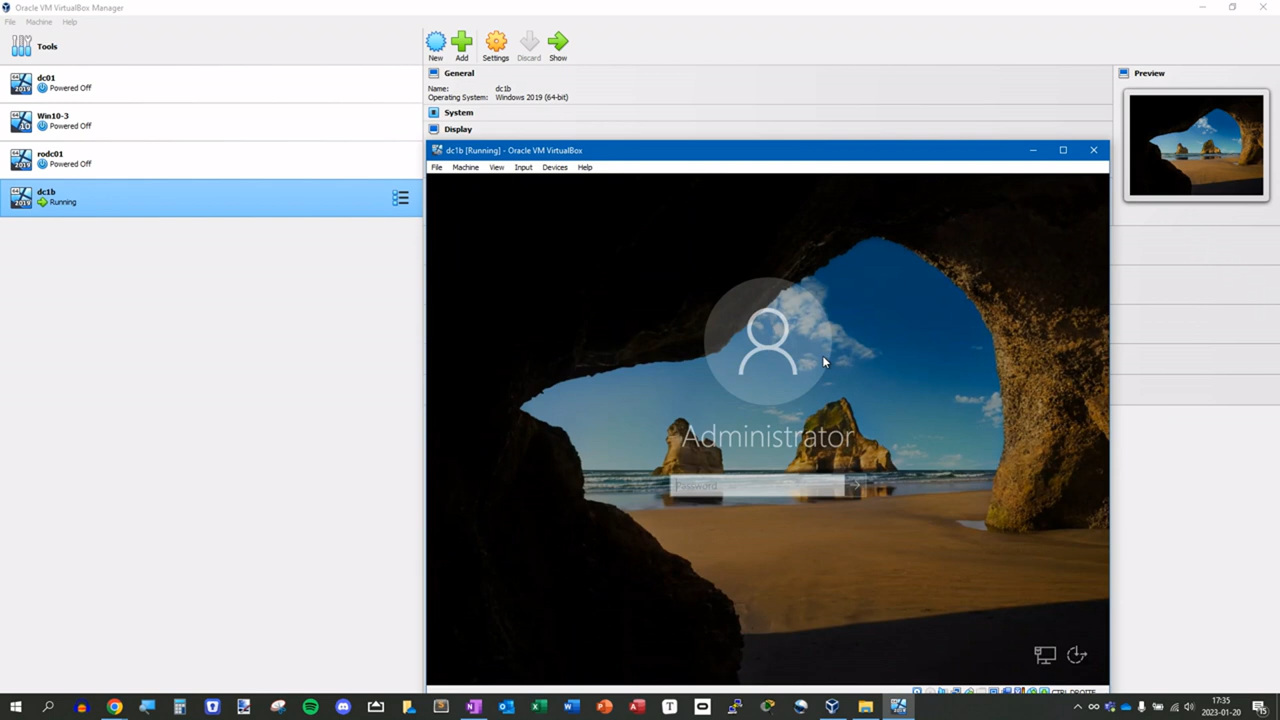 Oracle VM VirtualBox Manager
File Machine Help
Tools
New Add Settings Discard Show
dc01
Powered Off
Win10-3
Powered Off
rodc01
Powered Off
dc1b
Running
General
Name: dc1b
Operating System: Windows 2019 (64-bit)
System
Display
Preview
dc1b [Running] - Oracle VM VirtualBox
File Machine View Input Devices Help
Administrator
Password
CTRL DROITE
17:35
2023-01-20